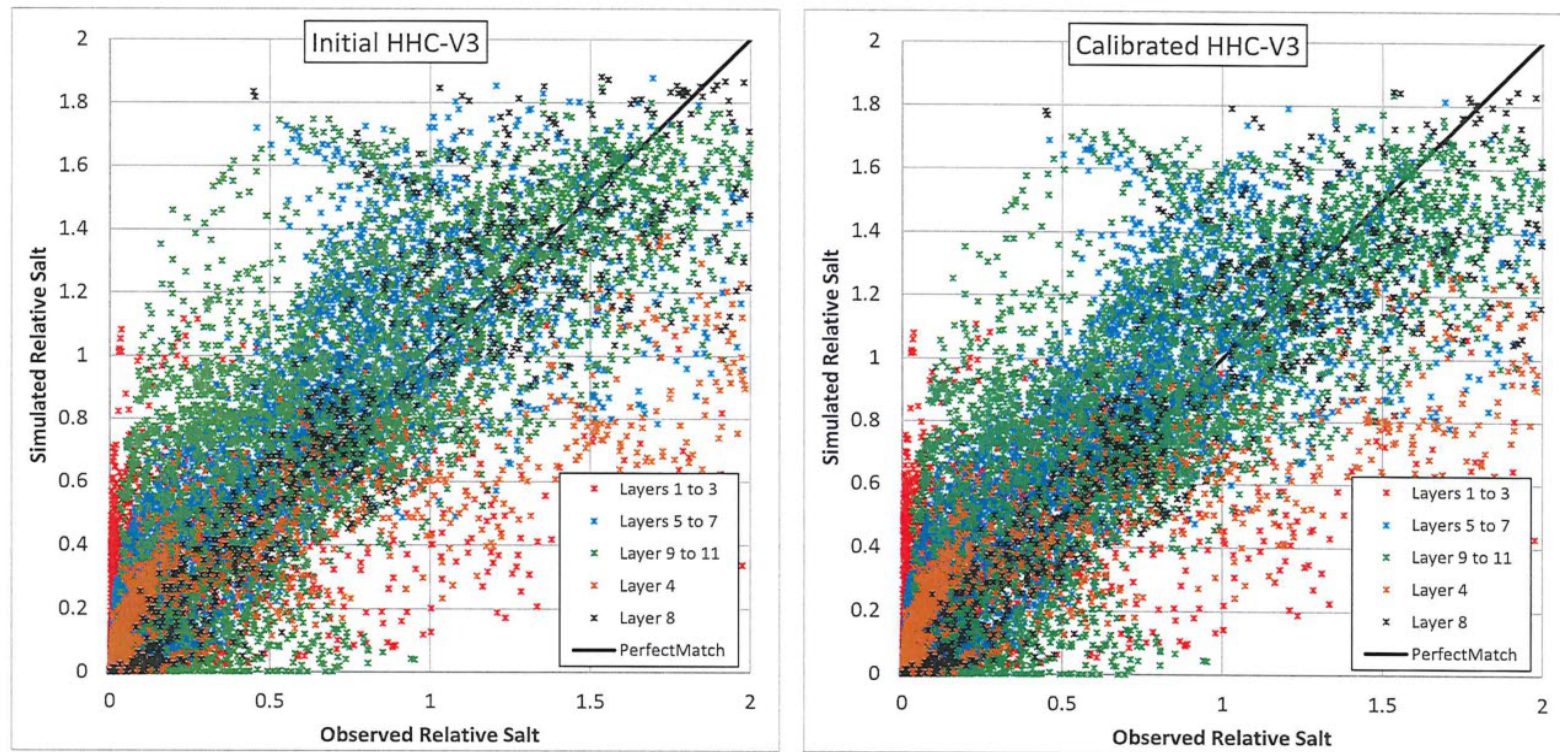 Initial HHC-V3
2
1.8
1.6
1.4
1.2
1
0.8
0.6
0.4
0.2
0
Simulated Relative Salt
0 0.5 1 1.5 2
Observed Relative Salt
Layers 1 to 3
Layers 5 to 7
Layer 9 to 11
Layer 4
Layer 8
PerfectMatch
Calibrated HHC-V3
2
1.8
1.6
1.4
1.2
1
0.8
0.6
0.4
0.2
0
Simulated Relative Salt
0 0.5 1 1.5 2
Observed Relative Salt
Layers 1 to 3
Layers 5 to 7
Layer 9 to 11
Layer 4
Layer 8
PerfectMatch